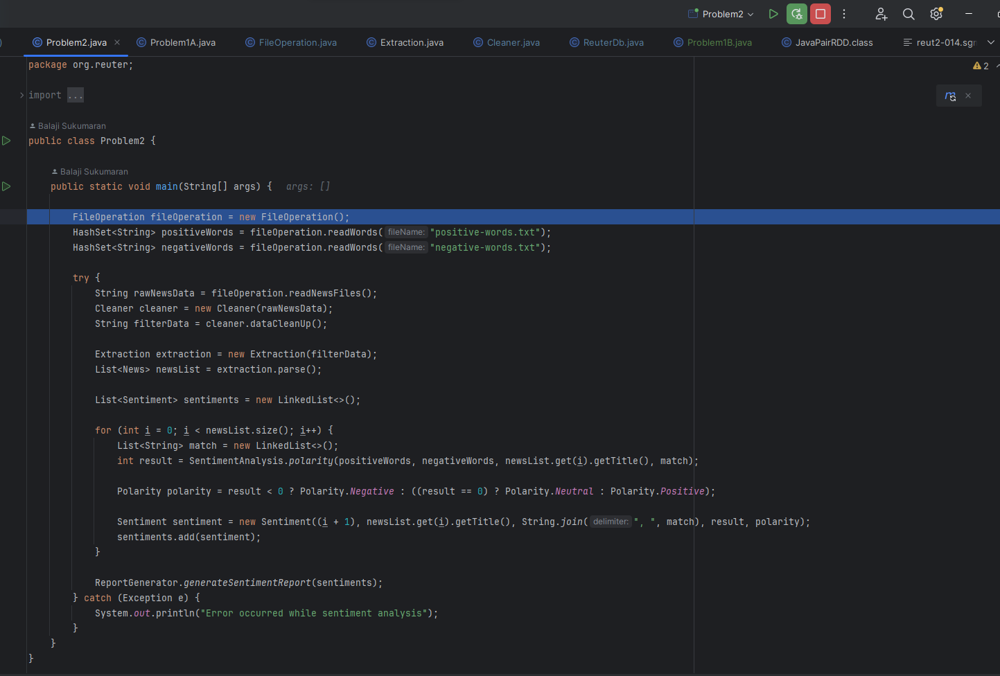 Problem2
Problem2.java
Problem1A.java
FileOperation.java
Extraction.java
Cleaner.java
ReuterDb.java
Problem1B.java
JavaPairRDD.class
reut2-014.sgm
package org.reuter;
2
import ...
Balaji Sukumaran
public class Problem2 {
Balaji Sukumaran
public static void main(String[] args) {   args: []
FileOperation fileOperation = new FileOperation();
HashSet<String> positiveWords = fileOperation.readWords( fileName: "positive-words.txt");
HashSet<String> negativeWords = fileOperation.readWords( fileName: "negative-words.txt");
try {
String rawNewsData = fileOperation.readNewsFiles();
Cleaner cleaner = new Cleaner(rawNewsData);
String filterData = cleaner.dataCleanUp();
Extraction extraction = new Extraction(filterData);
List<News> newsList = extraction.parse();
List<Sentiment> sentiments = new LinkedList<>();
for (int i = 0; i < newsList.size(); i++) {
List<String> match = new LinkedList<>();
int result = SentimentAnalysis.polarity(positiveWords, negativeWords, newsList.get(i).getTitle(), match);
Polarity polarity = result < 0 ? Polarity.Negative : ((result == 0) ? Polarity.Neutral : Polarity.Positive);
Sentiment sentiment = new Sentiment((i + 1), newsList.get(i).getTitle(), String.join( delimiter: ", ", match), result, polarity);
sentiments.add(sentiment);
}
ReportGenerator.generateSentimentReport(sentiments);
} catch (Exception e) {
System.out.println("Error occurred while sentiment analysis");
}
}
}